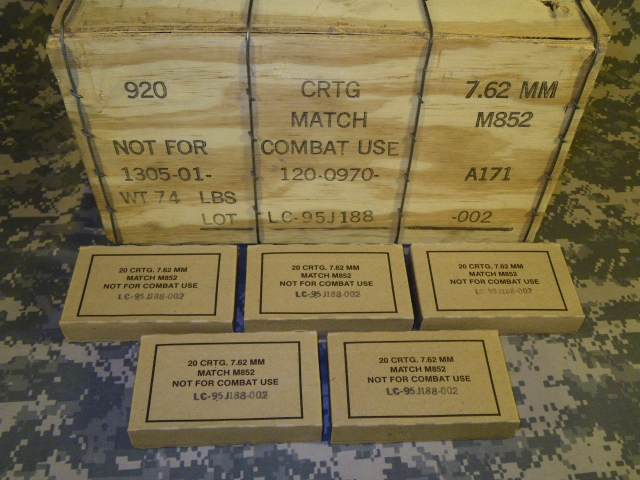 920 CRTG 7.62 MM
MATCH M852
NOT FOR COMBAT USE
1305-01- 120-0970- A171
WT 74 LBS
LOT LC-95J188 -002
20 CRTG, 7.62 MM
MATCH M852
NOT FOR COMBAT USE
LC-95J188-002
20 CRTG, 7.62 MM
MATCH M852
NOT FOR COMBAT USE
LC-95J188-002
20 CRTG, 7.62 MM
MATCH M852
NOT FOR COMBAT USE
LC-95J188-002
20 CRTG, 7.62 MM
MATCH M852
NOT FOR COMBAT USE
LC-95J188-002
20 CRTG, 7.62 MM
MATCH M852
NOT FOR COMBAT USE
LC-95J188-002